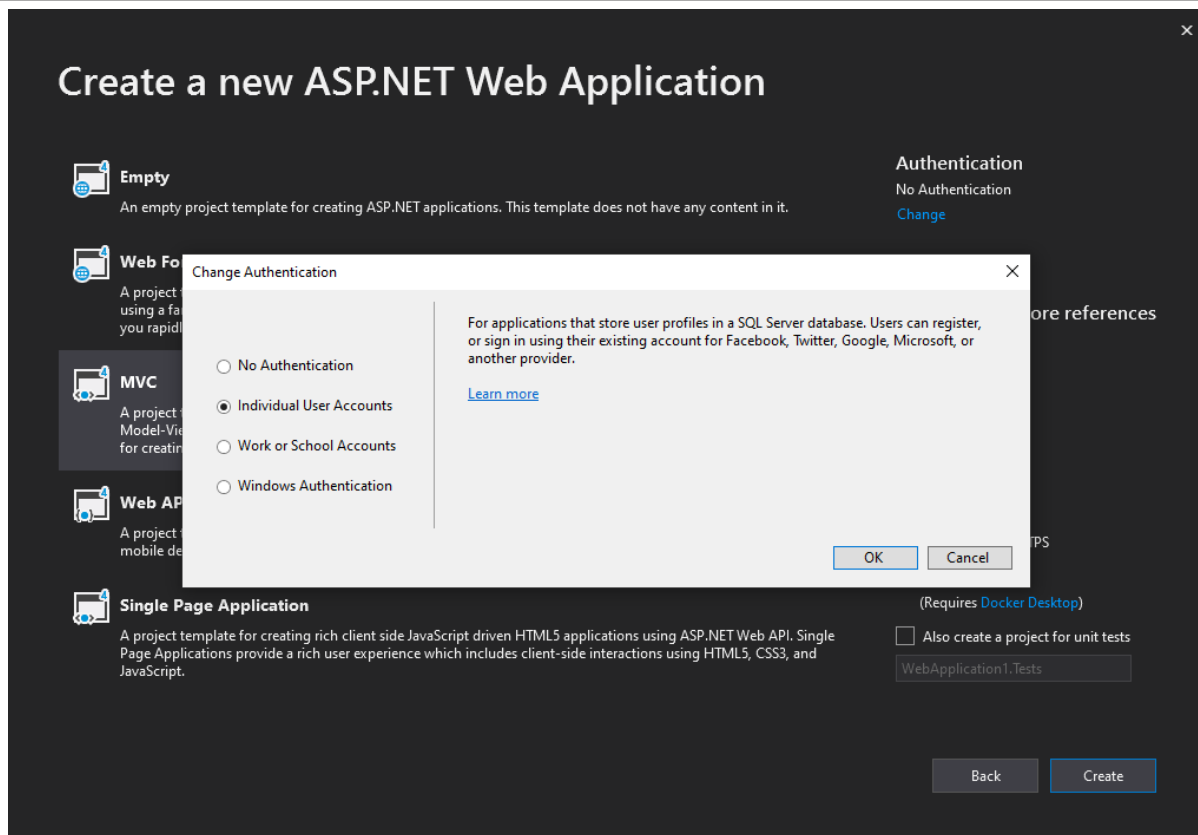 Create a new ASP.NET Web Application
Empty
An empty project template for creating ASP.NET applications. This template does not have any content in it.
Authentication
No Authentication
Change
Web Fo
A project
using a fa
you rapidl
ore references
Change Authentication
For applications that store user profiles in a SQL Server database. Users can register,
or sign in using their existing account for Facebook, Twitter, Google, Microsoft, or
another provider.
Learn more
No Authentication
Individual User Accounts
Work or School Accounts
Windows Authentication
OK
Cancel
MVC
A project
Model-Vie
for creatin
Web AP
A project
mobile de
TPS
Single Page Application
A project template for creating rich client side JavaScript driven HTML5 applications using ASP.NET Web API. Single
Page Applications provide a rich user experience which includes client-side interactions using HTML5, CSS3, and
JavaScript.
(Requires Docker Desktop)
Also create a project for unit tests
WebApplication1.Tests
Back
Create